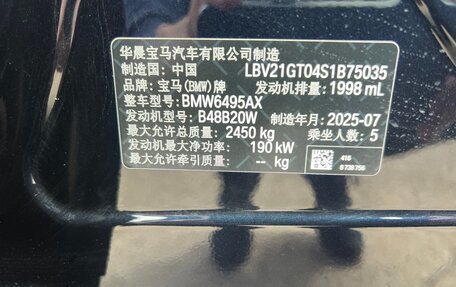 华晨宝马汽车有限公司制造
制造国：中国 LBV21GT04S1B75035
品牌：宝马(BMW)牌 发动机排量：1998 mL
整车型号：BMW6495AX
发动机型号：B48B20W 制造年月：2025-07
最大允许总质量：2450 kg 乘坐人数：5
发动机最大净功率：190 kW
最大允许牵引质量：-- kg
416
8739756